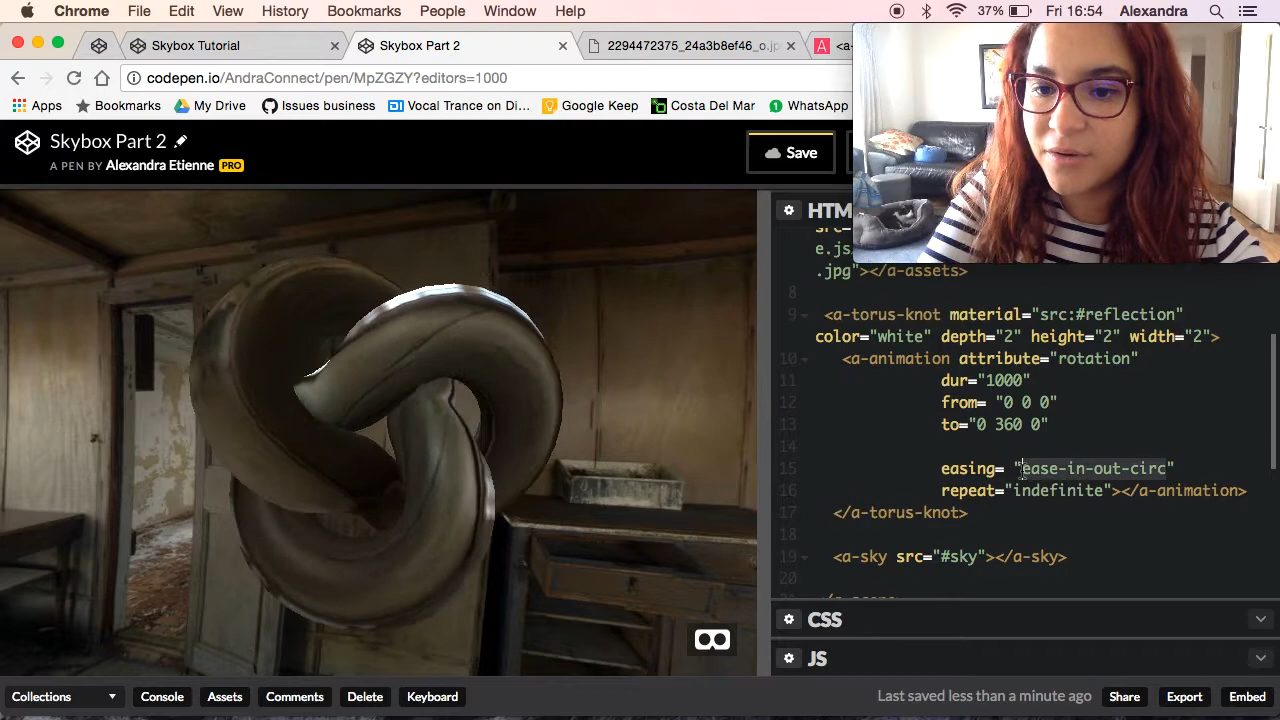 Chrome File Edit View History Bookmarks People Window Help 37% Fri 16:54 Alexandra
Skybox Tutorial × Skybox Part 2 × 2294472375_24a3b8ef46_o.jp × A <a-
codepen.io/AndraConnect/pen/MpZGZY?editors=1000
Apps Bookmarks My Drive Issues business Vocal Trance on Di... Google Keep Costa Del Mar WhatsApp
Skybox Part 2
A PEN BY Alexandra Etienne PRO
Save
HTM
e.js
.jpg"></a-assets>
8
9 <a-torus-knot material="src:#reflection"
color="white" depth="2" height="2" width="2">
10 <a-animation attribute="rotation"
11 dur="1000"
12 from= "0 0 0"
13 to="0 360 0"
14
15 easing= "ease-in-out-circ"
16 repeat="indefinite"></a-animation>
17 </a-torus-knot>
18
19 <a-sky src="#sky"></a-sky>
20
CSS
JS
Collections Console Assets Comments Delete Keyboard Last saved less than a minute ago Share Export Embed